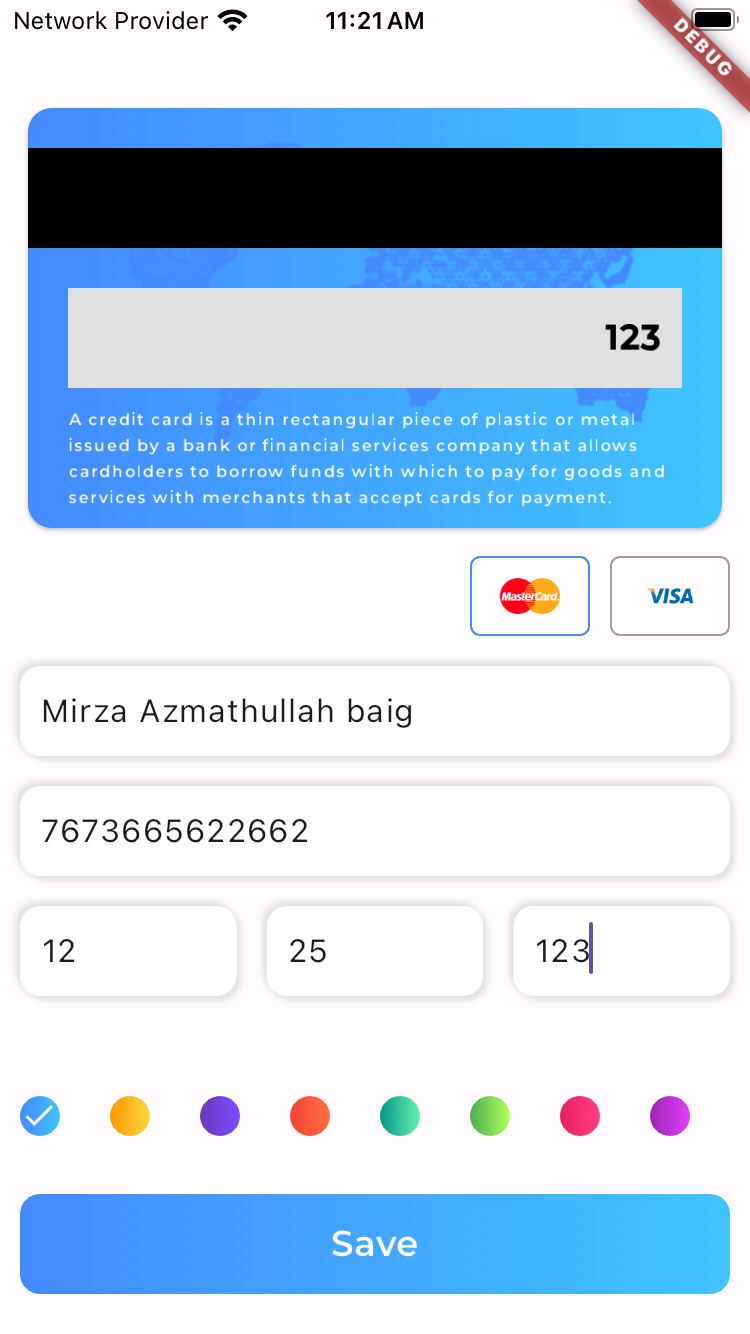 Network Provider 11:21 AM
DEBUG
123
A credit card is a thin rectangular piece of plastic or metal
issued by a bank or financial services company that allows
cardholders to borrow funds with which to pay for goods and
services with merchants that accept cards for payment.
MasterCard VISA
Mirza Azmathullah baig
7673665622662
12 25 123
Save